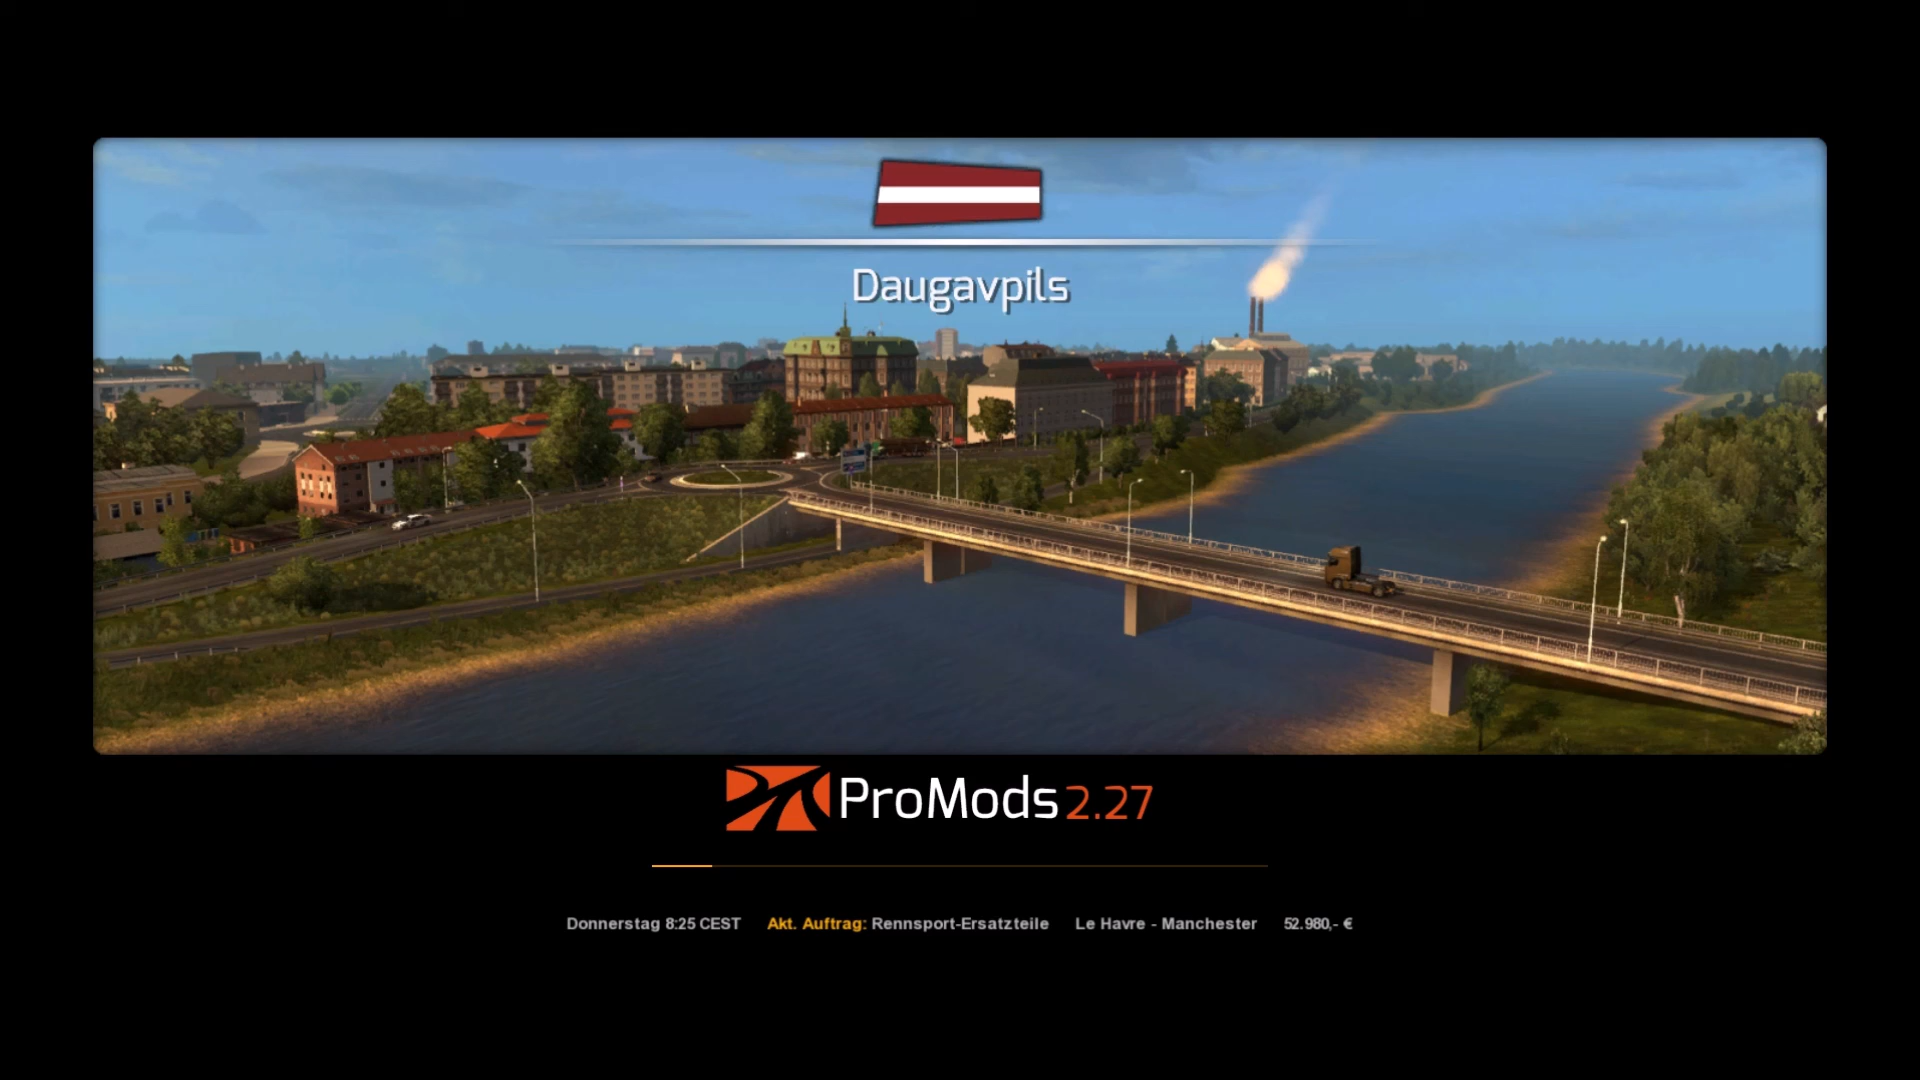 Daugavpils
ProMods 2.27
Donnerstag 8:25 CEST Akt. Auftrag: Rennsport-Ersatzteile Le Havre - Manchester 52.980,- €